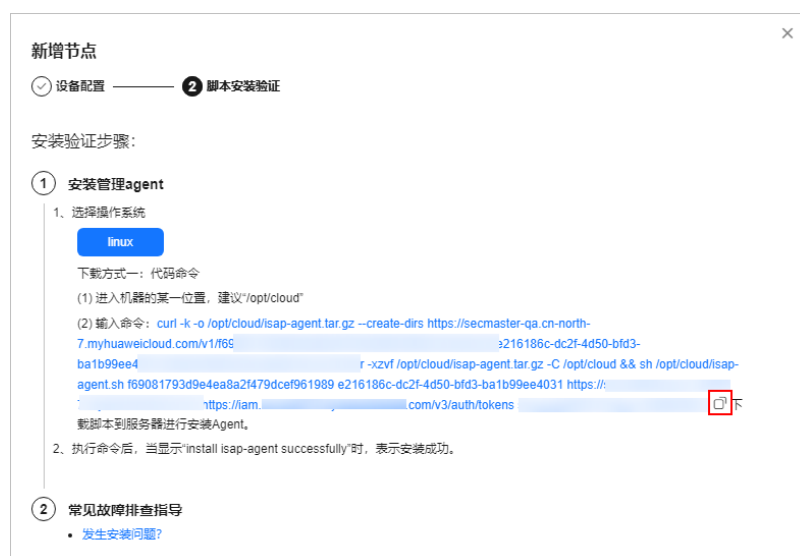 新增节点
设备配置 2 脚本安装验证
安装验证步骤：
1 安装管理agent
1、选择操作系统
linux
下载方式一：代码命令
(1) 进入机器的某一位置，建议“/opt/cloud”
(2) 输入命令：curl -k -o /opt/cloud/isap-agent.tar.gz --create-dirs https://secmaster-qa.cn-north-
7.myhuaweicloud.com/v1/f69 e216186c-dc2f-4d50-bfd3-
ba1b99ee4 r -xzvf /opt/cloud/isap-agent.tar.gz -C /opt/cloud && sh /opt/cloud/isap-
agent.sh f69081793d9e4ea8a2f479dcef961989 e216186c-dc2f-4d50-bfd3-ba1b99ee4031 https://
https://iam. .com/v3/auth/tokens 下
载脚本到服务器进行安装Agent。
2、执行命令后，当显示“install isap-agent successfully”时，表示安装成功。
2 常见故障排查指导
• 发生安装问题?